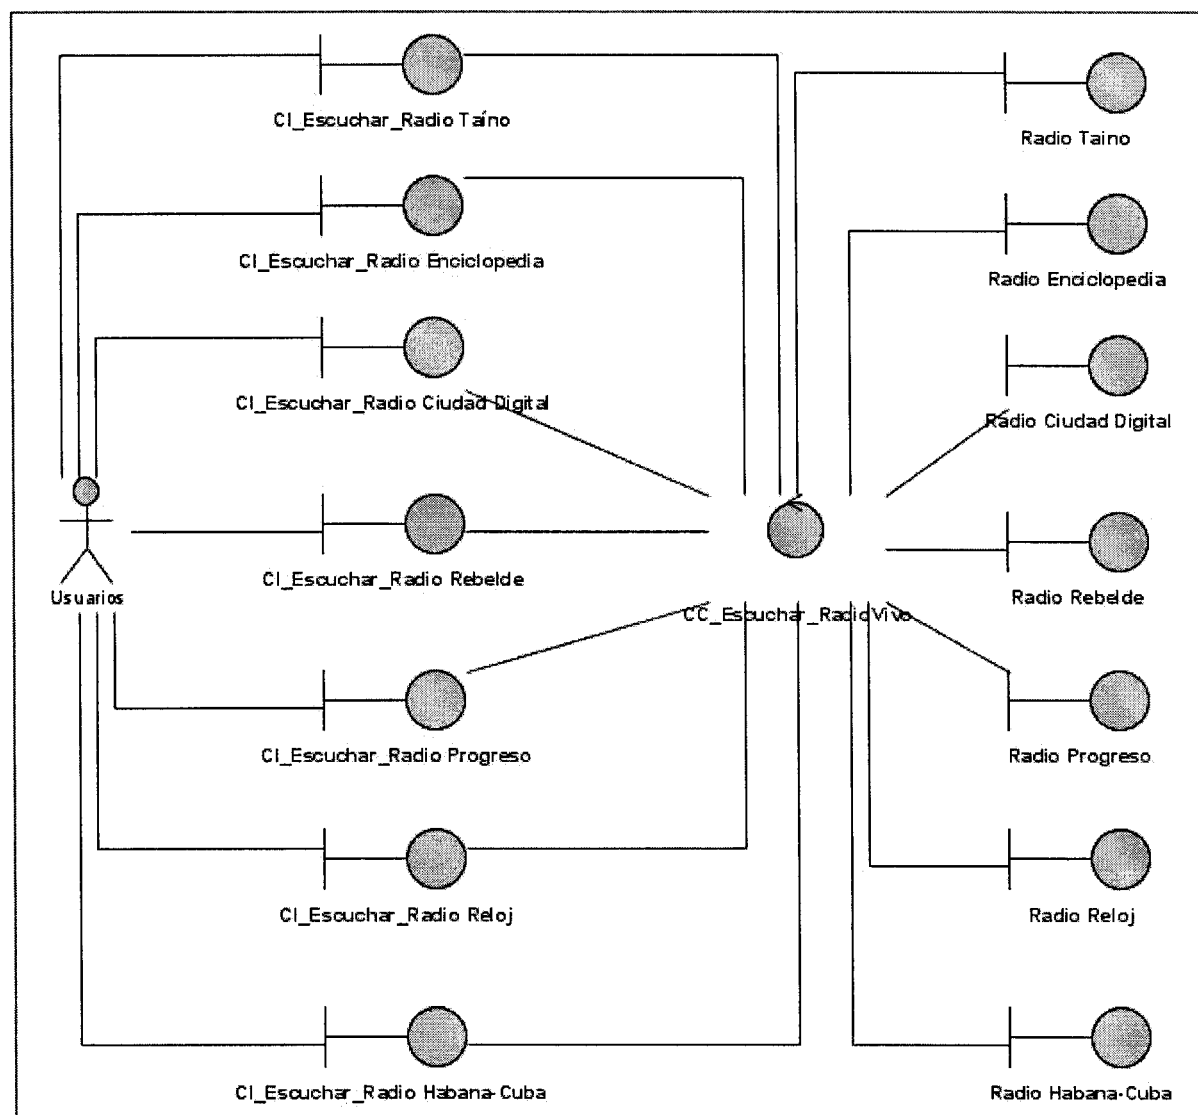 CI_Escuchar_Radio Taíno
Radio Taino
CI_Escuchar_Radio Enciclopedia
Radio Enciclopedia
CI_Escuchar_Radio Ciudad Digital
Radio Ciudad Digital
CI_Escuchar_Radio Rebelde
Radio Rebelde
Usuarios
CC_Escuchar_RadioVivo
CI_Escuchar_Radio Progreso
Radio Progreso
CI_Escuchar_Radio Reloj
Radio Reloj
CI_Escuchar_Radio Habana-Cuba
Radio Habana-Cuba